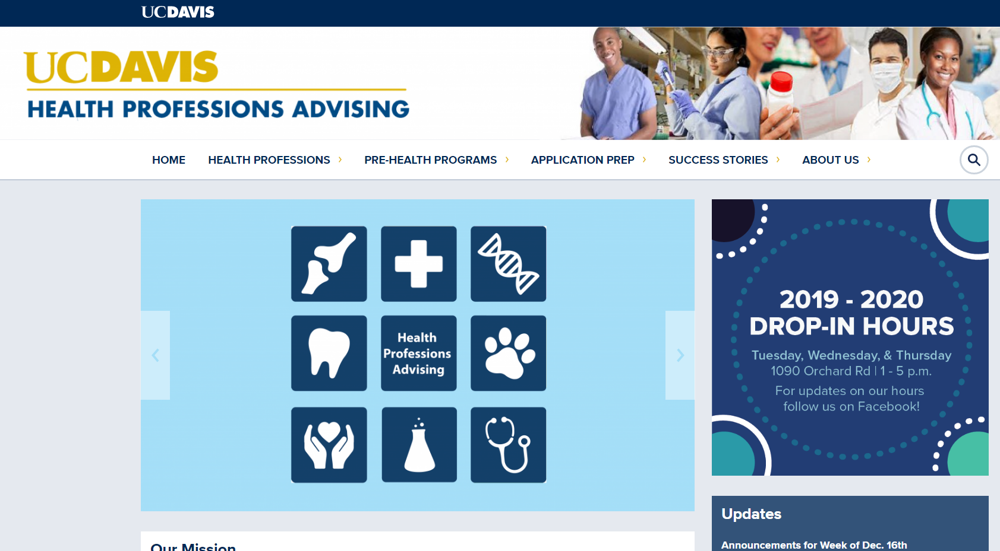 UCDAVIS
UCDAVIS
HEALTH PROFESSIONS ADVISING
HOME
HEALTH PROFESSIONS
PRE-HEALTH PROGRAMS
APPLICATION PREP
SUCCESS STORIES
ABOUT US
Health
Professions
Advising
2019 - 2020
DROP-IN HOURS
Tuesday, Wednesday, & Thursday
1090 Orchard Rd | 1 - 5 p.m.
For updates on our hours
follow us on Facebook!
Updates
Announcements for Week of Dec. 16th
Our Mission